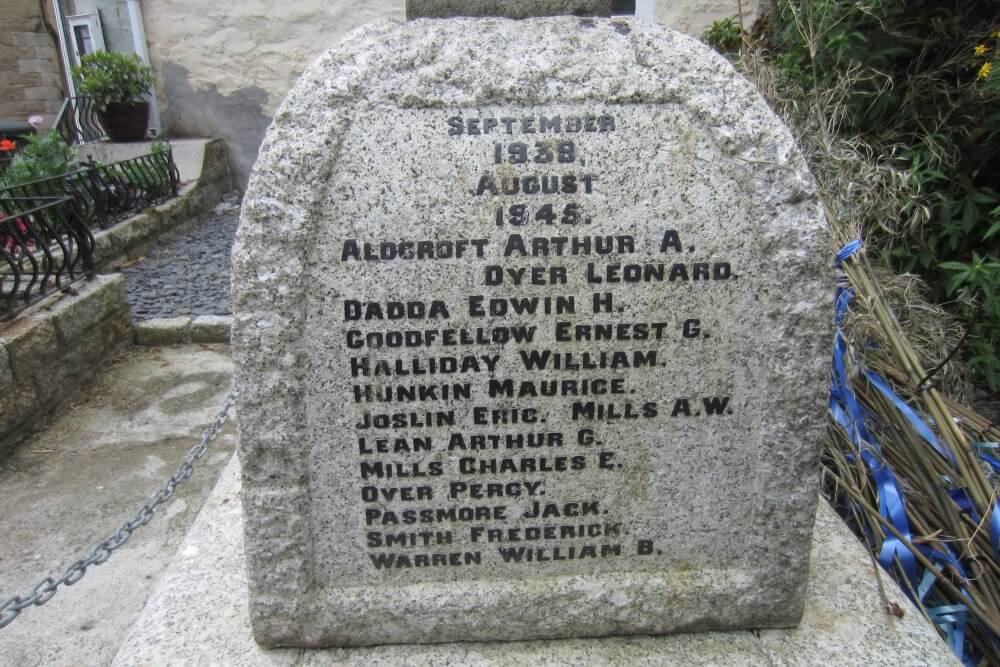 SEPTEMBER
1939.
AUGUST
1945.
ALDCROFT ARTHUR A.
DYER LEONARD.
DADDA EDWIN H.
GOODFELLOW ERNEST G.
HALLIDAY WILLIAM.
HUNKIN MAURICE.
JOSLIN ERIC. MILLS A.W.
LEAN ARTHUR G.
MILLS CHARLES E.
OVER PERCY.
PASSMORE JACK.
SMITH FREDERICK.
WARREN WILLIAM B.